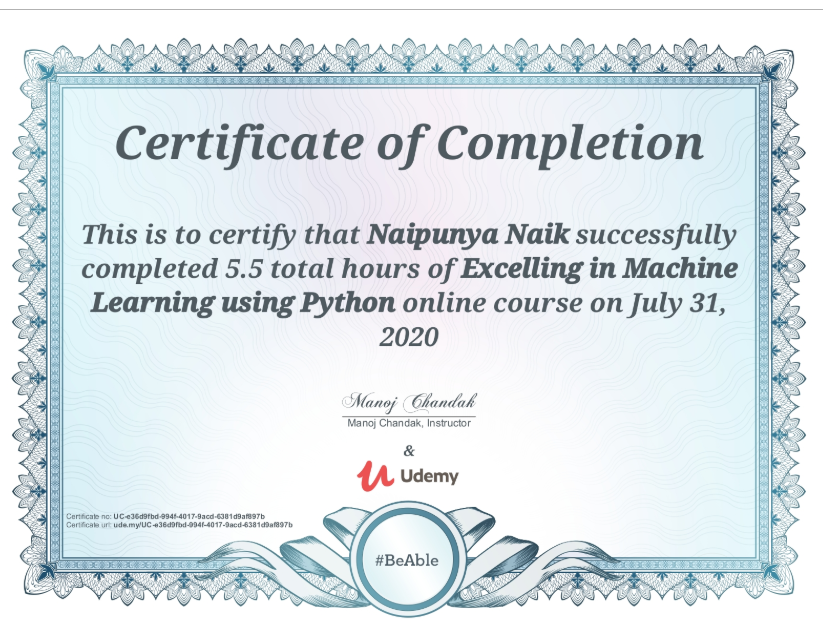 Certificate of Completion
This is to certify that Naipunya Naik successfully
completed 5.5 total hours of Excelling in Machine
Learning using Python online course on July 31,
2020
Manoj Chandak
Manoj Chandak, Instructor
&
Udemy
Certificate no: UC-e36d9fbd-994f-4017-9acd-6381d9af897b
Certificate url: ude.my/UC-e36d9fbd-994f-4017-9acd-6381d9af897b
#BeAble